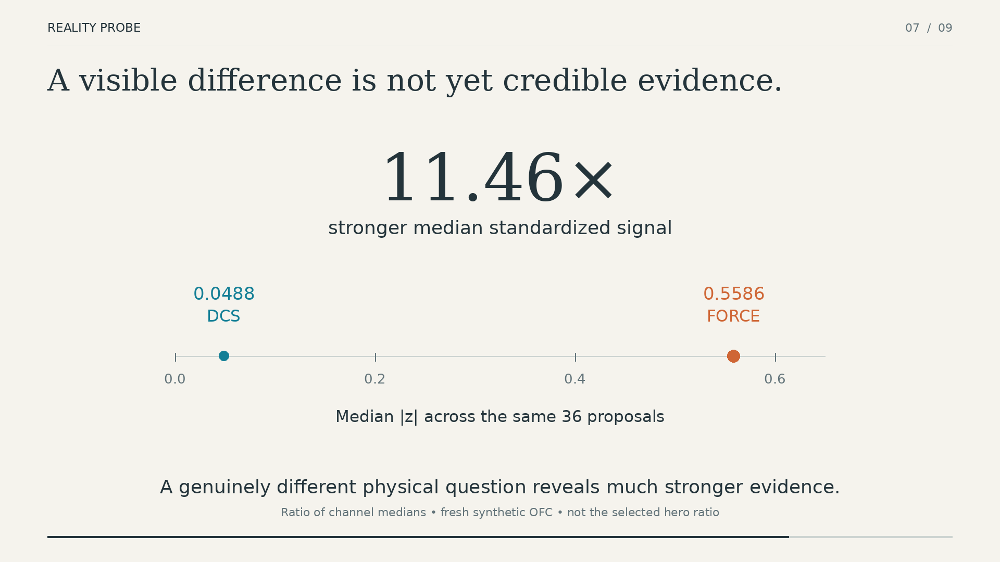 REALITY PROBE
07 / 09
A visible difference is not yet credible evidence.
11.46×
stronger median standardized signal
0.0488
DCS
0.5586
FORCE
0.0
0.2
0.4
0.6
Median |z| across the same 36 proposals
A genuinely different physical question reveals much stronger evidence.
Ratio of channel medians • fresh synthetic OFC • not the selected hero ratio